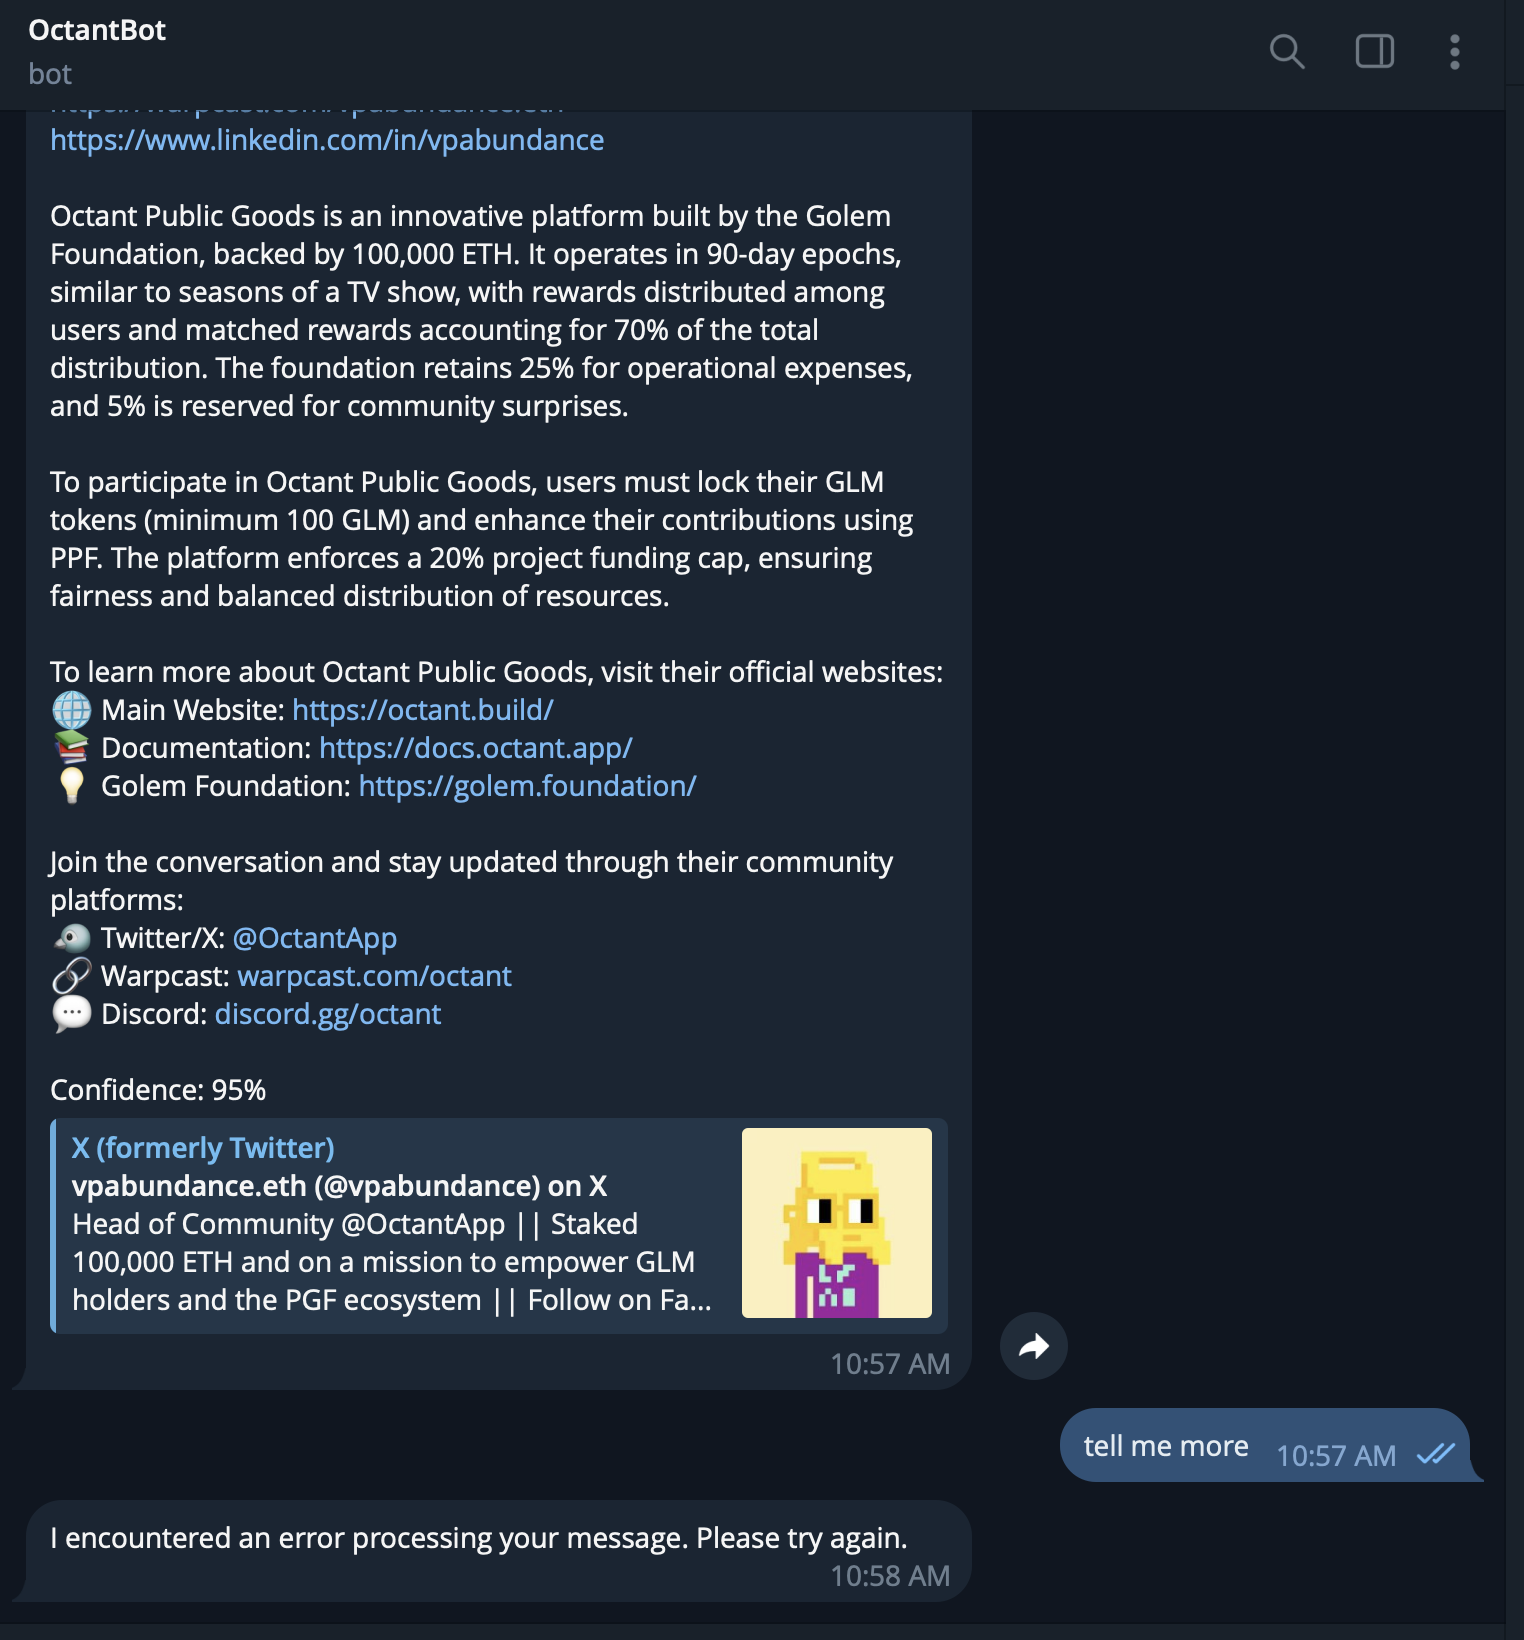 OctantBot
bot
https://warpcast.com/vpabundance.eth
https://www.linkedin.com/in/vpabundance
Octant Public Goods is an innovative platform built by the Golem
Foundation, backed by 100,000 ETH. It operates in 90-day epochs,
similar to seasons of a TV show, with rewards distributed among
users and matched rewards accounting for 70% of the total
distribution. The foundation retains 25% for operational expenses,
and 5% is reserved for community surprises.
To participate in Octant Public Goods, users must lock their GLM
tokens (minimum 100 GLM) and enhance their contributions using
PPF. The platform enforces a 20% project funding cap, ensuring
fairness and balanced distribution of resources.
To learn more about Octant Public Goods, visit their official websites:
🌐 Main Website: https://octant.build/
📚 Documentation: https://docs.octant.app/
💡 Golem Foundation: https://golem.foundation/
Join the conversation and stay updated through their community
platforms:
🐦 Twitter/X: @OctantApp
🔗 Warpcast: warpcast.com/octant
💬 Discord: discord.gg/octant
Confidence: 95%
X (formerly Twitter)
vpabundance.eth (@vpabundance) on X
Head of Community @OctantApp || Staked
100,000 ETH and on a mission to empower GLM
holders and the PGF ecosystem || Follow on Fa...
10:57 AM
tell me more 10:57 AM
I encountered an error processing your message. Please try again.
10:58 AM